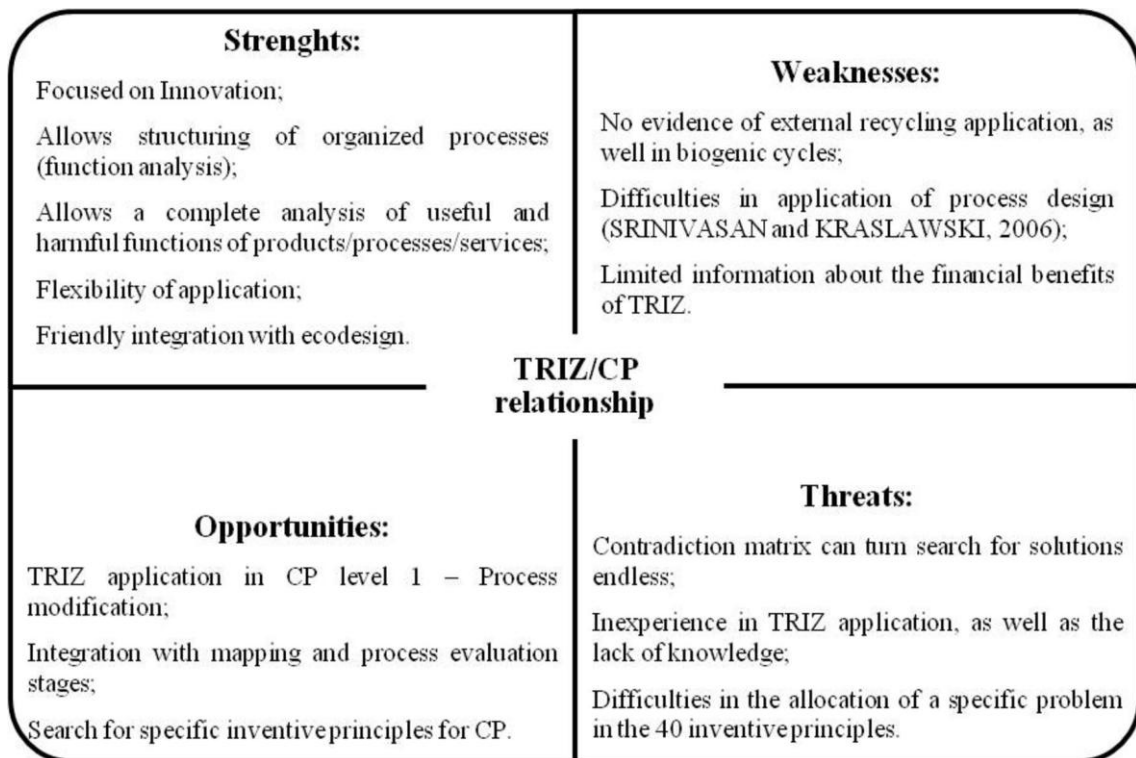 Strenghts:
Focused on Innovation;
Allows structuring of organized processes
(function analysis);
Allows a complete analysis of useful and
harmful functions of products/processes/services;
Flexibility of application;
Friendly integration with ecodesign.
Weaknesses:
No evidence of external recycling application, as
well in biogenic cycles;
Difficulties in application of process design
(SRINIVASAN and KRASLAWSKI, 2006);
Limited information about the financial benefits
of TRIZ.
TRIZ/CP
relationship
Opportunities:
TRIZ application in CP level 1 – Process
modification;
Integration with mapping and process evaluation
stages;
Search for specific inventive principles for CP.
Threats:
Contradiction matrix can turn search for solutions
endless;
Inexperience in TRIZ application, as well as the
lack of knowledge;
Difficulties in the allocation of a specific problem
in the 40 inventive principles.